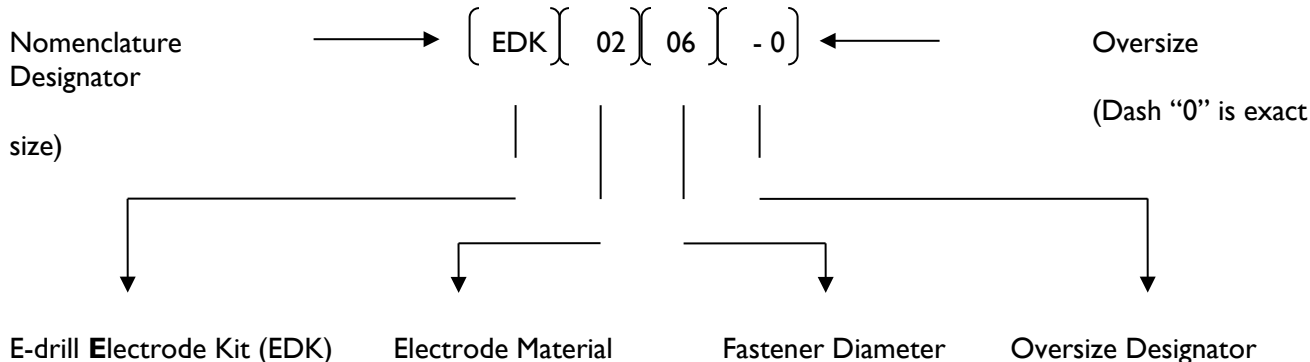 Nomenclature [ EDK ][ 02 ][ 06 ][ - 0 ] Oversize
Designator
(Dash “0” is exact
size)
E-drill Electrode Kit (EDK) Electrode Material Fastener Diameter Oversize Designator